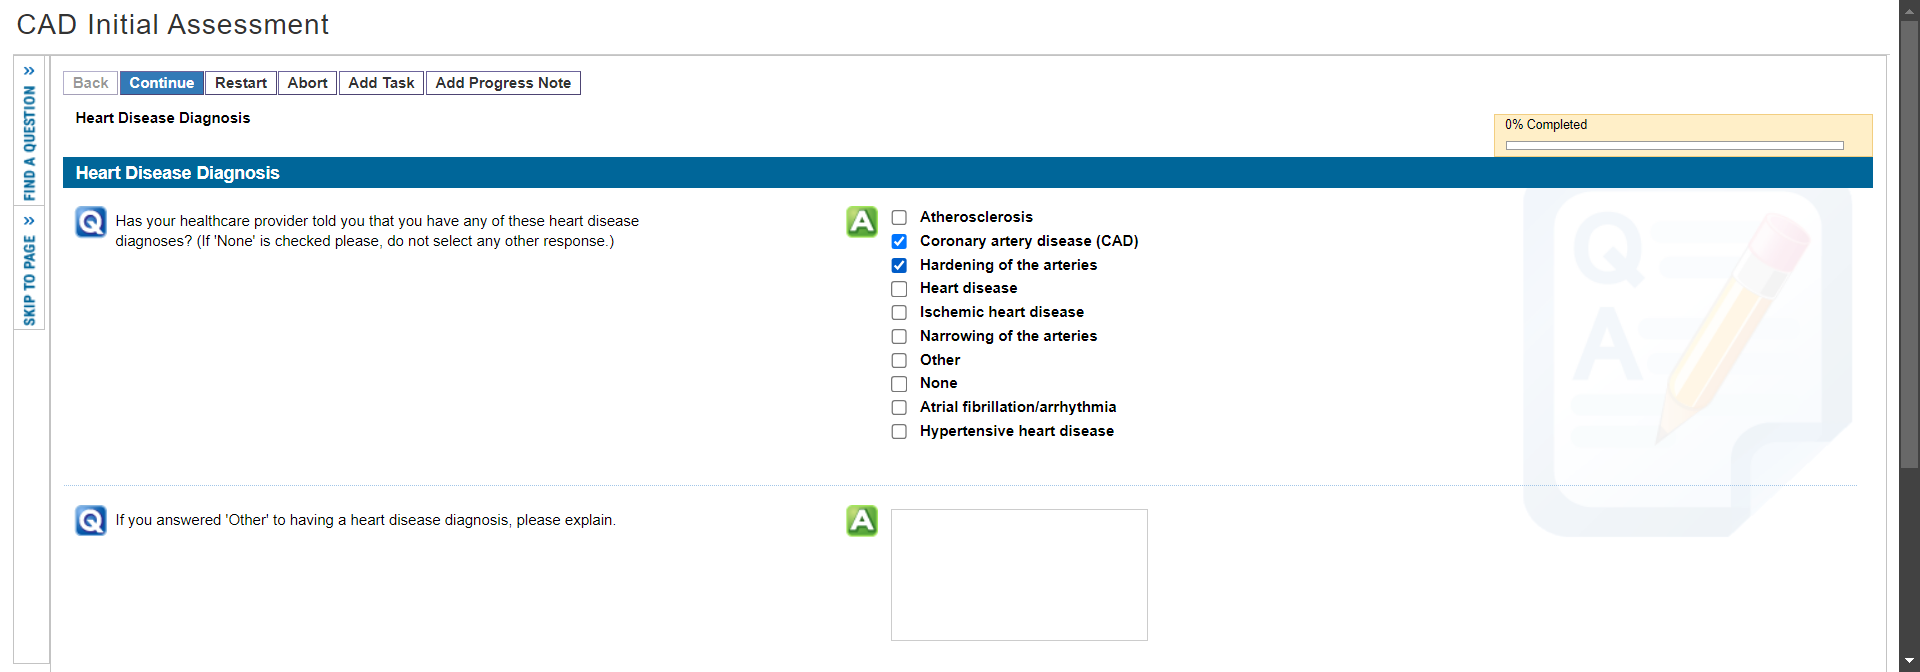 CAD Initial Assessment
» FIND A QUESTION
» SKIP TO PAGE
Back Continue Restart Abort Add Task Add Progress Note
Heart Disease Diagnosis
0% Completed
Heart Disease Diagnosis
Q Has your healthcare provider told you that you have any of these heart disease
diagnoses? (If 'None' is checked please, do not select any other response.)
A Atherosclerosis
Coronary artery disease (CAD)
Hardening of the arteries
Heart disease
Ischemic heart disease
Narrowing of the arteries
Other
None
Atrial fibrillation/arrhythmia
Hypertensive heart disease
Q
A
Q If you answered 'Other' to having a heart disease diagnosis, please explain.
A